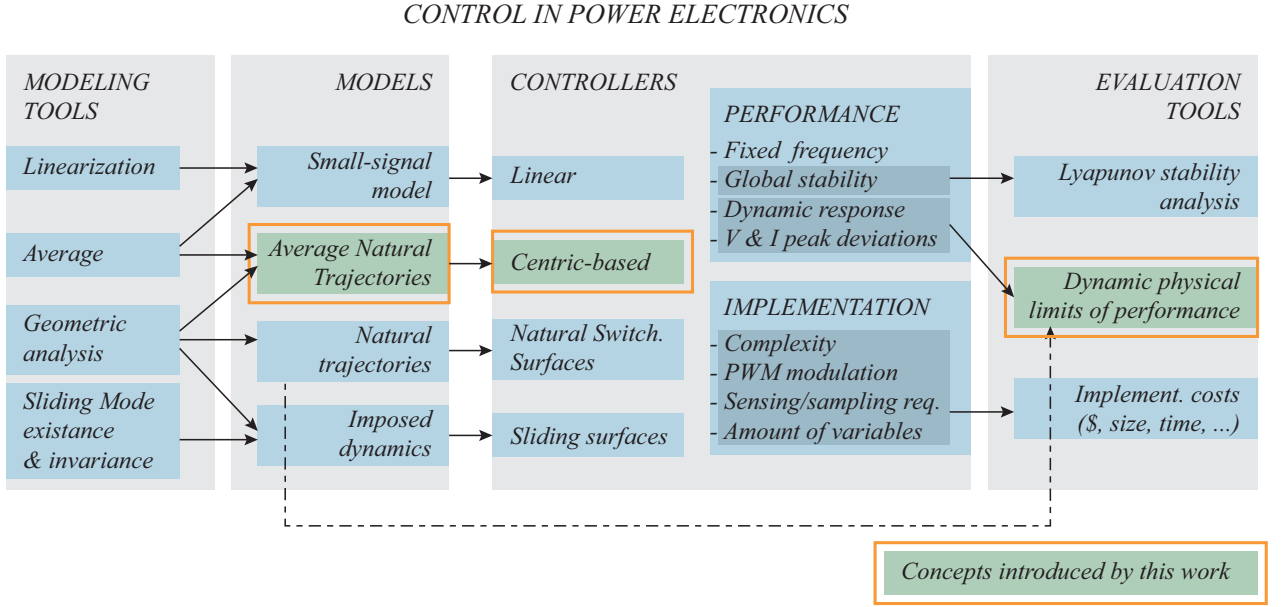 CONTROL IN POWER ELECTRONICS
MODELING
TOOLS
Linearization
Average
Geometric
analysis
Sliding Mode
existance
& invariance
MODELS
Small-signal
model
Average Natural
Trajectories
Natural
trajectories
Imposed
dynamics
CONTROLLERS
Linear
Centric-based
Natural Switch.
Surfaces
Sliding surfaces
PERFORMANCE
- Fixed frequency
- Global stability
- Dynamic response
- V & I peak deviations
IMPLEMENTATION
- Complexity
- PWM modulation
- Sensing/sampling req.
- Amount of variables
EVALUATION
TOOLS
Lyapunov stability
analysis
Dynamic physical
limits of performance
Implement. costs
($, size, time, ...)
Concepts introduced by this work